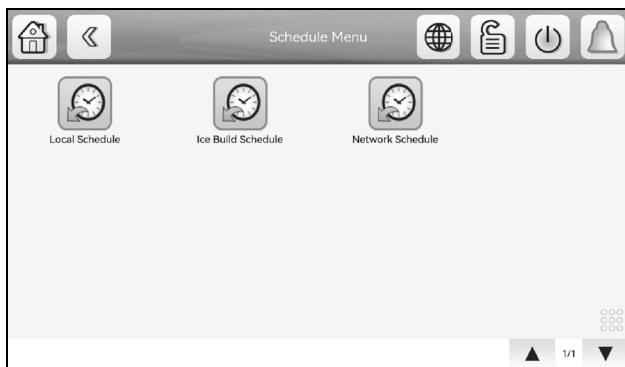 Schedule Menu
Local Schedule
Ice Build Schedule
Network Schedule
1/1